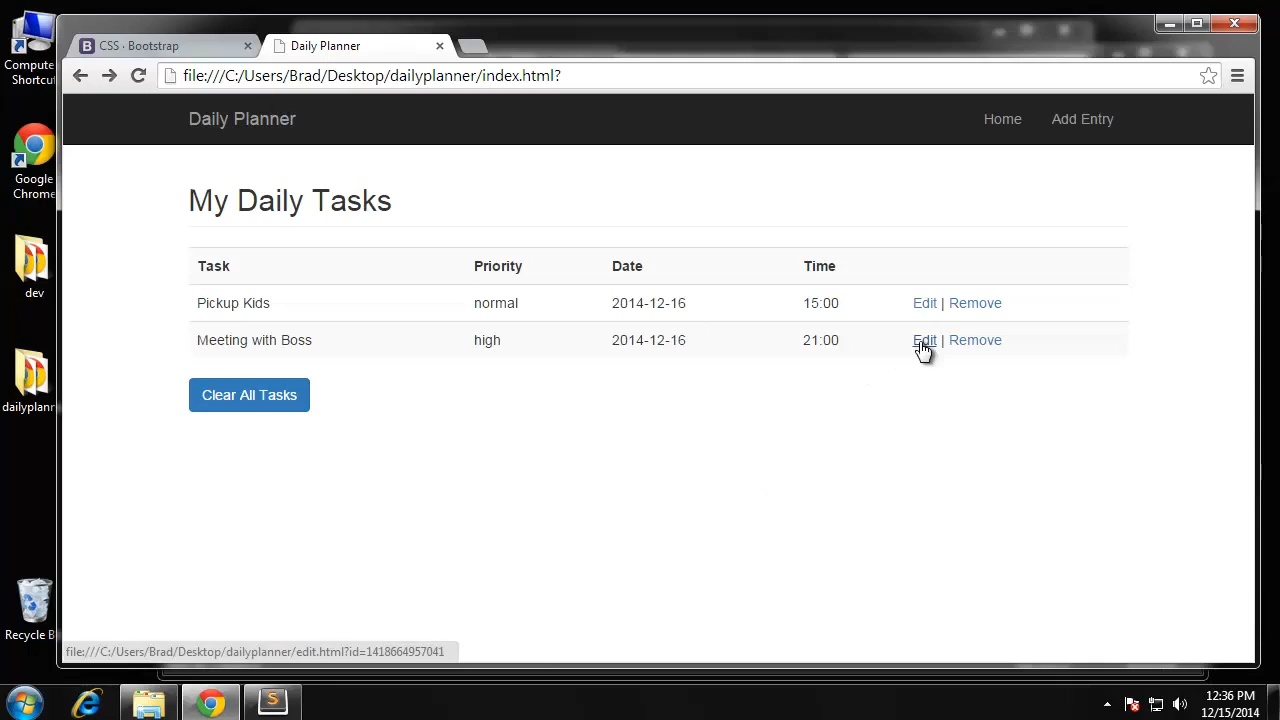 Compute
Shortcu
Google
Chrome
dev
dailyplann
Recycle B
CSS · Bootstrap
Daily Planner
file:///C:/Users/Brad/Desktop/dailyplanner/index.html?
Daily Planner Home Add Entry
My Daily Tasks
Task Priority Date Time
Pickup Kids normal 2014-12-16 15:00 Edit | Remove
Meeting with Boss high 2014-12-16 21:00 Edit | Remove
Clear All Tasks
file:///C:/Users/Brad/Desktop/dailyplanner/edit.html?id=1418664957041
12:36 PM
12/15/2014